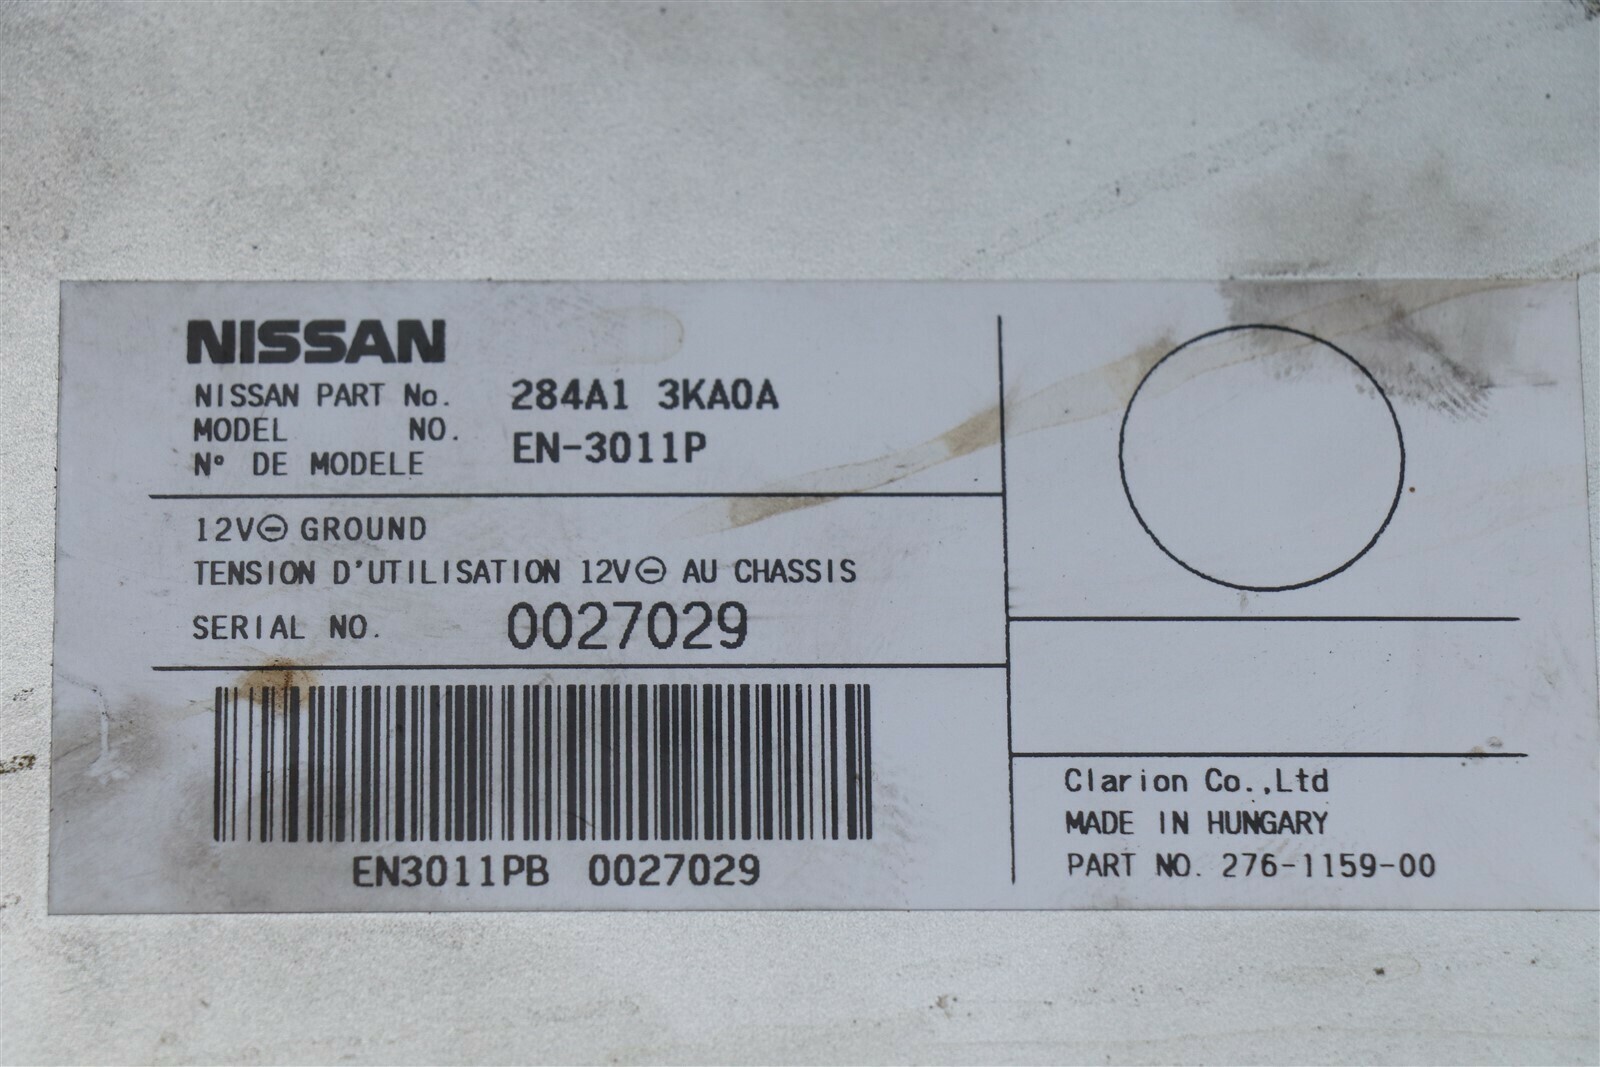 NISSAN
NISSAN PART No. 284A1 3KA0A
MODEL NO. EN-3011P
N° DE MODELE
12V⊖ GROUND
TENSION D'UTILISATION 12V⊖ AU CHASSIS
SERIAL NO. 0027029
EN3011PB 0027029
Clarion Co.,Ltd
MADE IN HUNGARY
PART NO. 276-1159-00